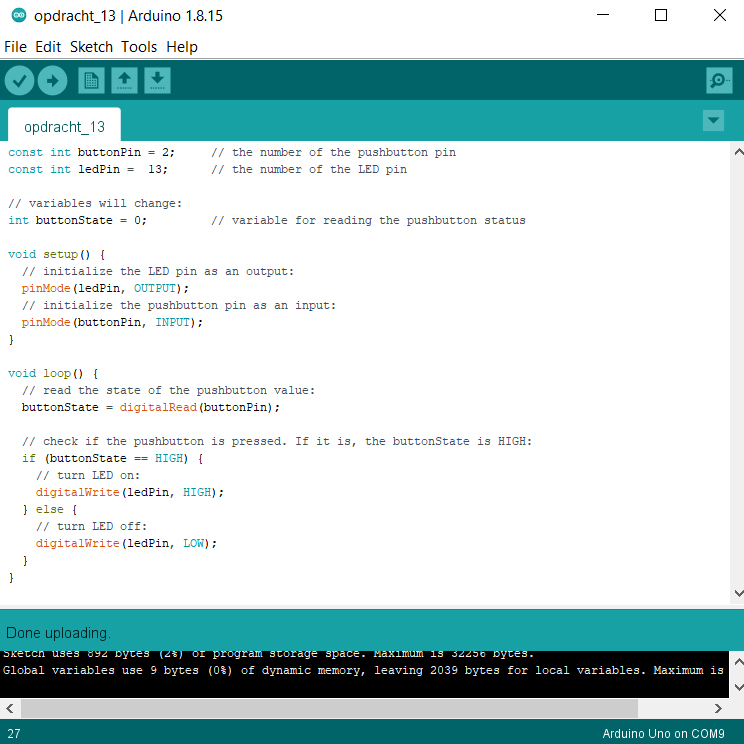 opdracht_13 | Arduino 1.8.15
File Edit Sketch Tools Help
opdracht_13
const int buttonPin = 2;     // the number of the pushbutton pin
const int ledPin =  13;      // the number of the LED pin
// variables will change:
int buttonState = 0;         // variable for reading the pushbutton status
void setup() {
  // initialize the LED pin as an output:
  pinMode(ledPin, OUTPUT);
  // initialize the pushbutton pin as an input:
  pinMode(buttonPin, INPUT);
}
void loop() {
  // read the state of the pushbutton value:
  buttonState = digitalRead(buttonPin);
  // check if the pushbutton is pressed. If it is, the buttonState is HIGH:
  if (buttonState == HIGH) {
    // turn LED on:
    digitalWrite(ledPin, HIGH);
  } else {
    // turn LED off:
    digitalWrite(ledPin, LOW);
  }
}
Done uploading.
Sketch uses 892 bytes (2%) of program storage space. Maximum is 32256 bytes.
Global variables use 9 bytes (0%) of dynamic memory, leaving 2039 bytes for local variables. Maximum is
27
Arduino Uno on COM9